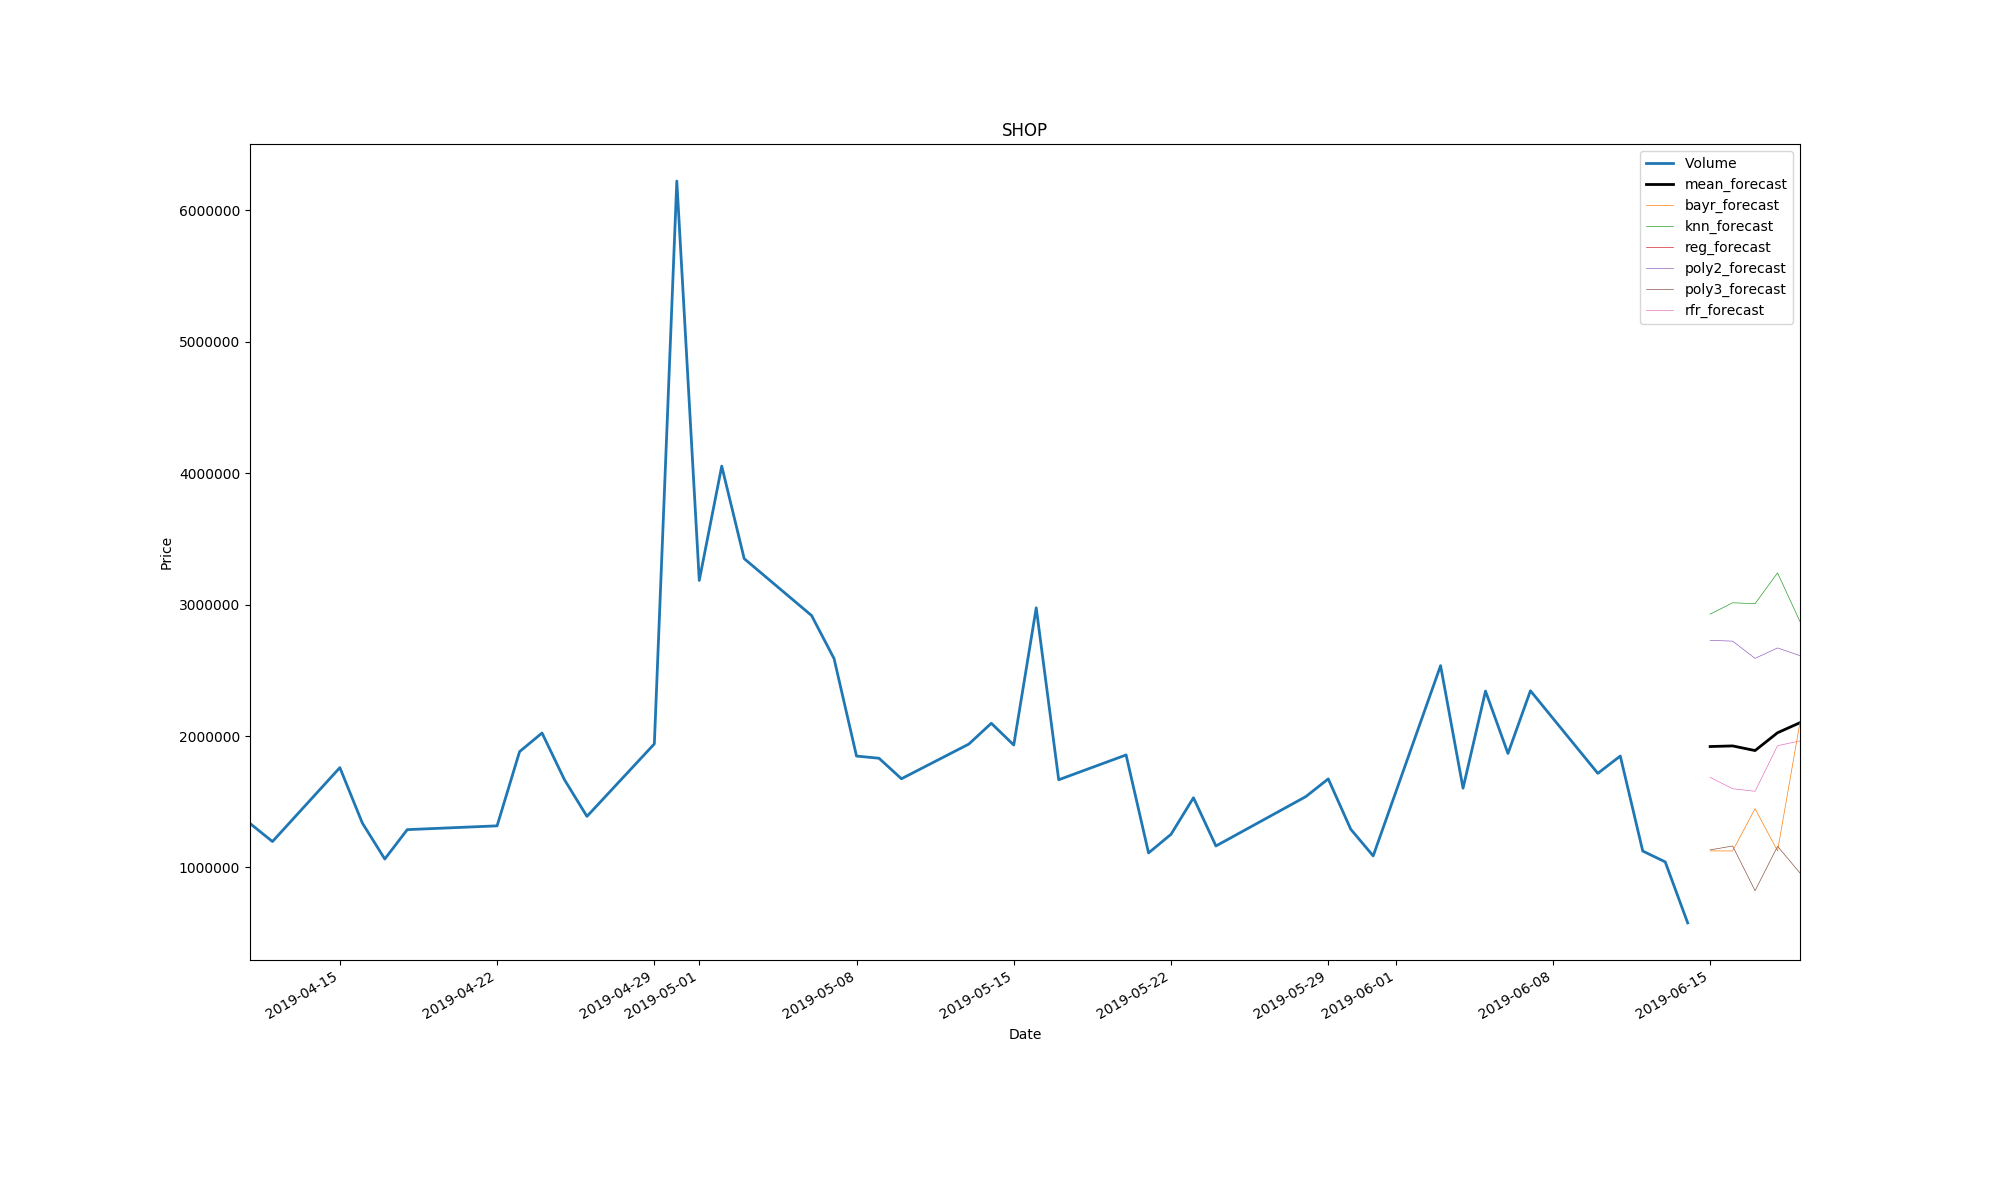 SHOP
Volume
mean_forecast
bayr_forecast
knn_forecast
reg_forecast
poly2_forecast
poly3_forecast
rfr_forecast
6000000
5000000
4000000
3000000
2000000
1000000
Price
2019-04-15
2019-04-22
2019-04-29
2019-05-01
2019-05-08
2019-05-15
2019-05-22
2019-05-29
2019-06-01
2019-06-08
2019-06-15
Date